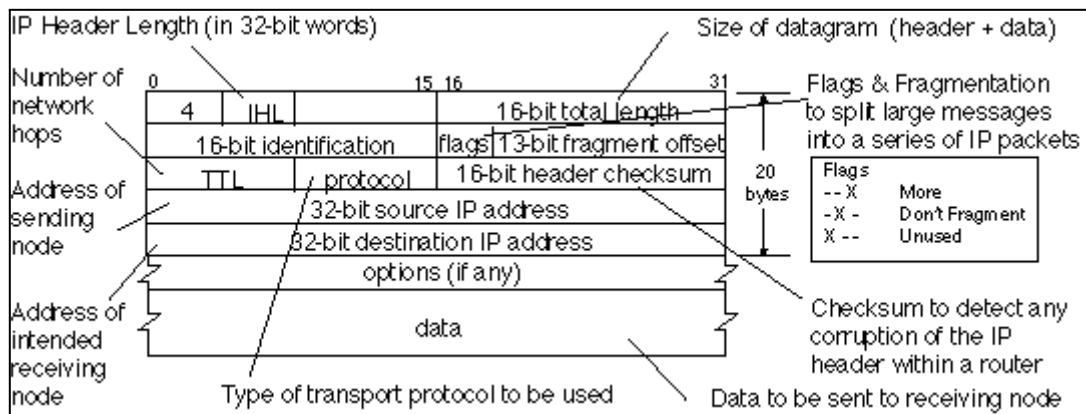 IP Header Length (in 32-bit words)
Size of datagram (header + data)
Number of
network
hops
0
15 16
31
Flags & Fragmentation
to split large messages
into a series of IP packets
4
IHL
16-bit total length
16-bit identification
flags
13-bit fragment offset
TTL
protocol
16-bit header checksum
20
bytes
Flags
- - X More
- X - Don't Fragment
X - - Unused
Address of
sending
node
32-bit source IP address
32-bit destination IP address
options (if any)
Address of
intended
receiving
node
data
Checksum to detect any
corruption of the IP
header within a router
Type of transport protocol to be used
Data to be sent to receiving node